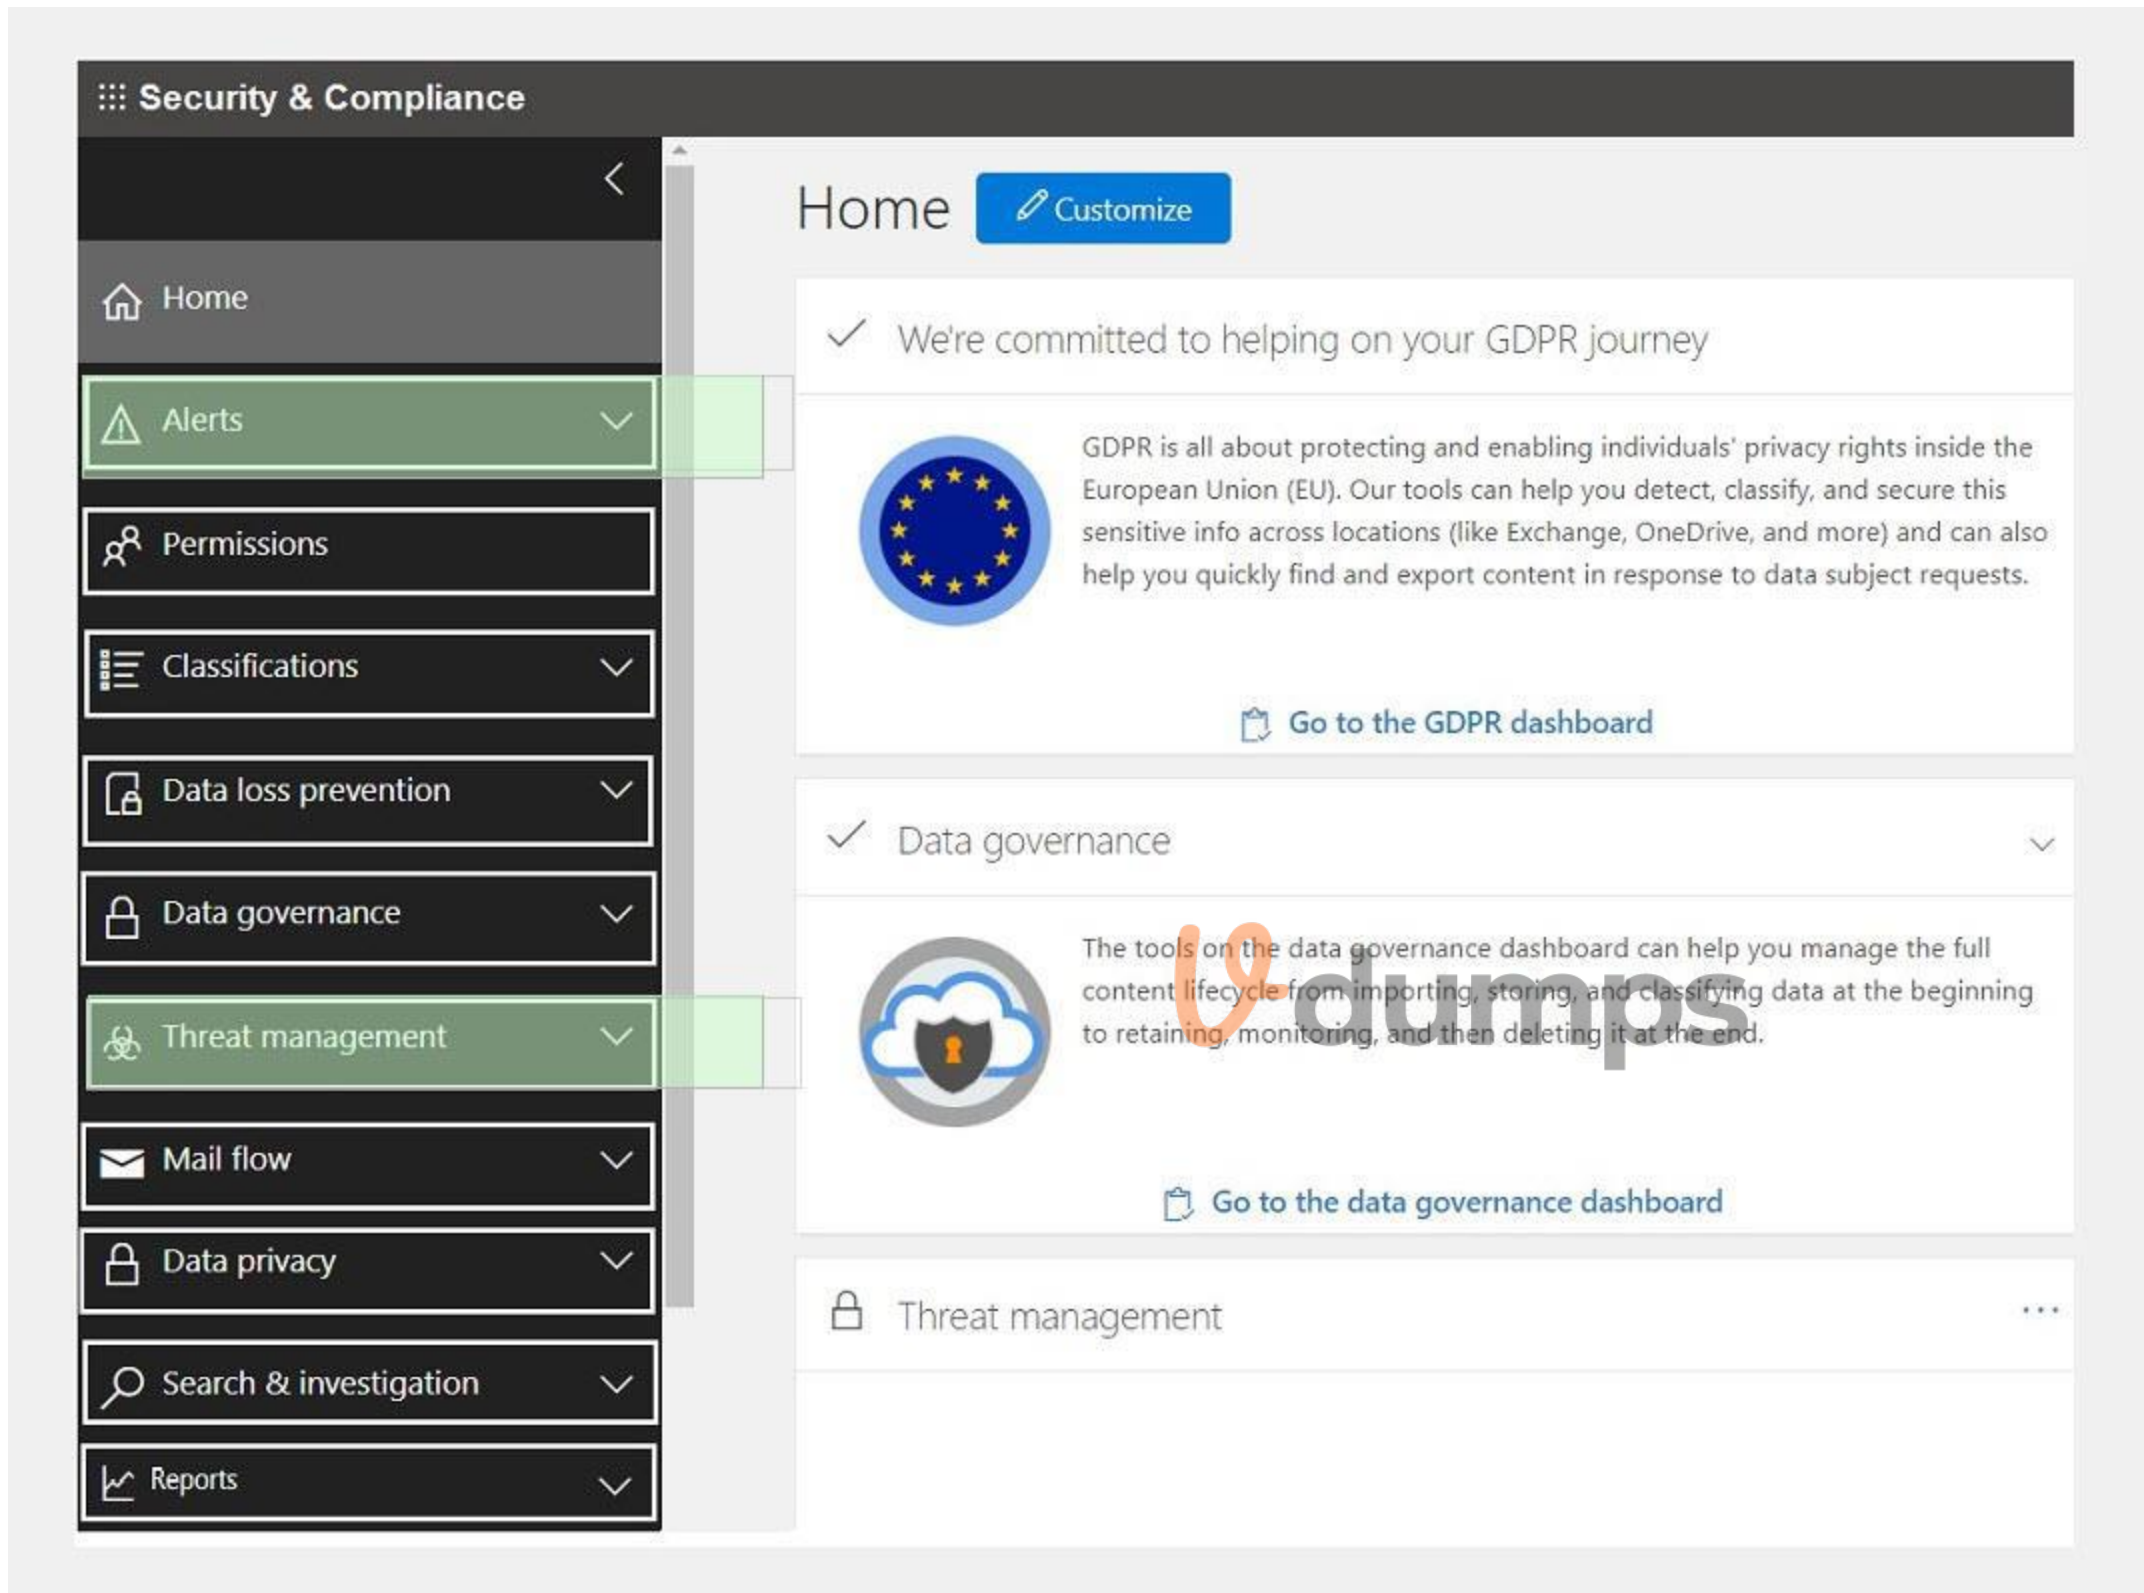 Security & Compliance
Home
Alerts
Permissions
Classifications
Data loss prevention
Data governance
Threat management
Mail flow
Data privacy
Search & investigation
Reports
Home
Customize
We're committed to helping on your GDPR journey
GDPR is all about protecting and enabling individuals' privacy rights inside the
European Union (EU). Our tools can help you detect, classify, and secure this
sensitive info across locations (like Exchange, OneDrive, and more) and can also
help you quickly find and export content in response to data subject requests.
Go to the GDPR dashboard
Data governance
The tools on the data governance dashboard can help you manage the full
content lifecycle from importing, storing, and classifying data at the beginning
to retaining, monitoring, and then deleting it at the end.
dumps
Go to the data governance dashboard
Threat management